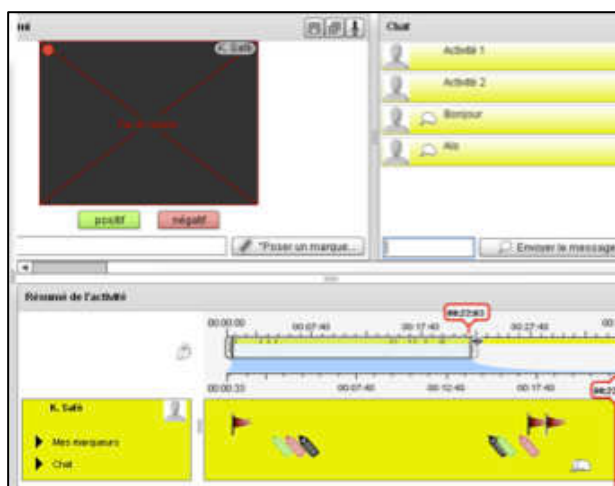 Chat
K. Safé
Activité 1
Activité 2
Bonjour
Alo
positif
négatif
"Poser un marque...
Envoyer le message
Résumé de l'activité
00:22:03
00:00:00
00:07:40
00:17:40
00:27:40
00:00:33
00:07:40
00:12:40
00:17:40
K. Safé
Mes marqueurs
Chat